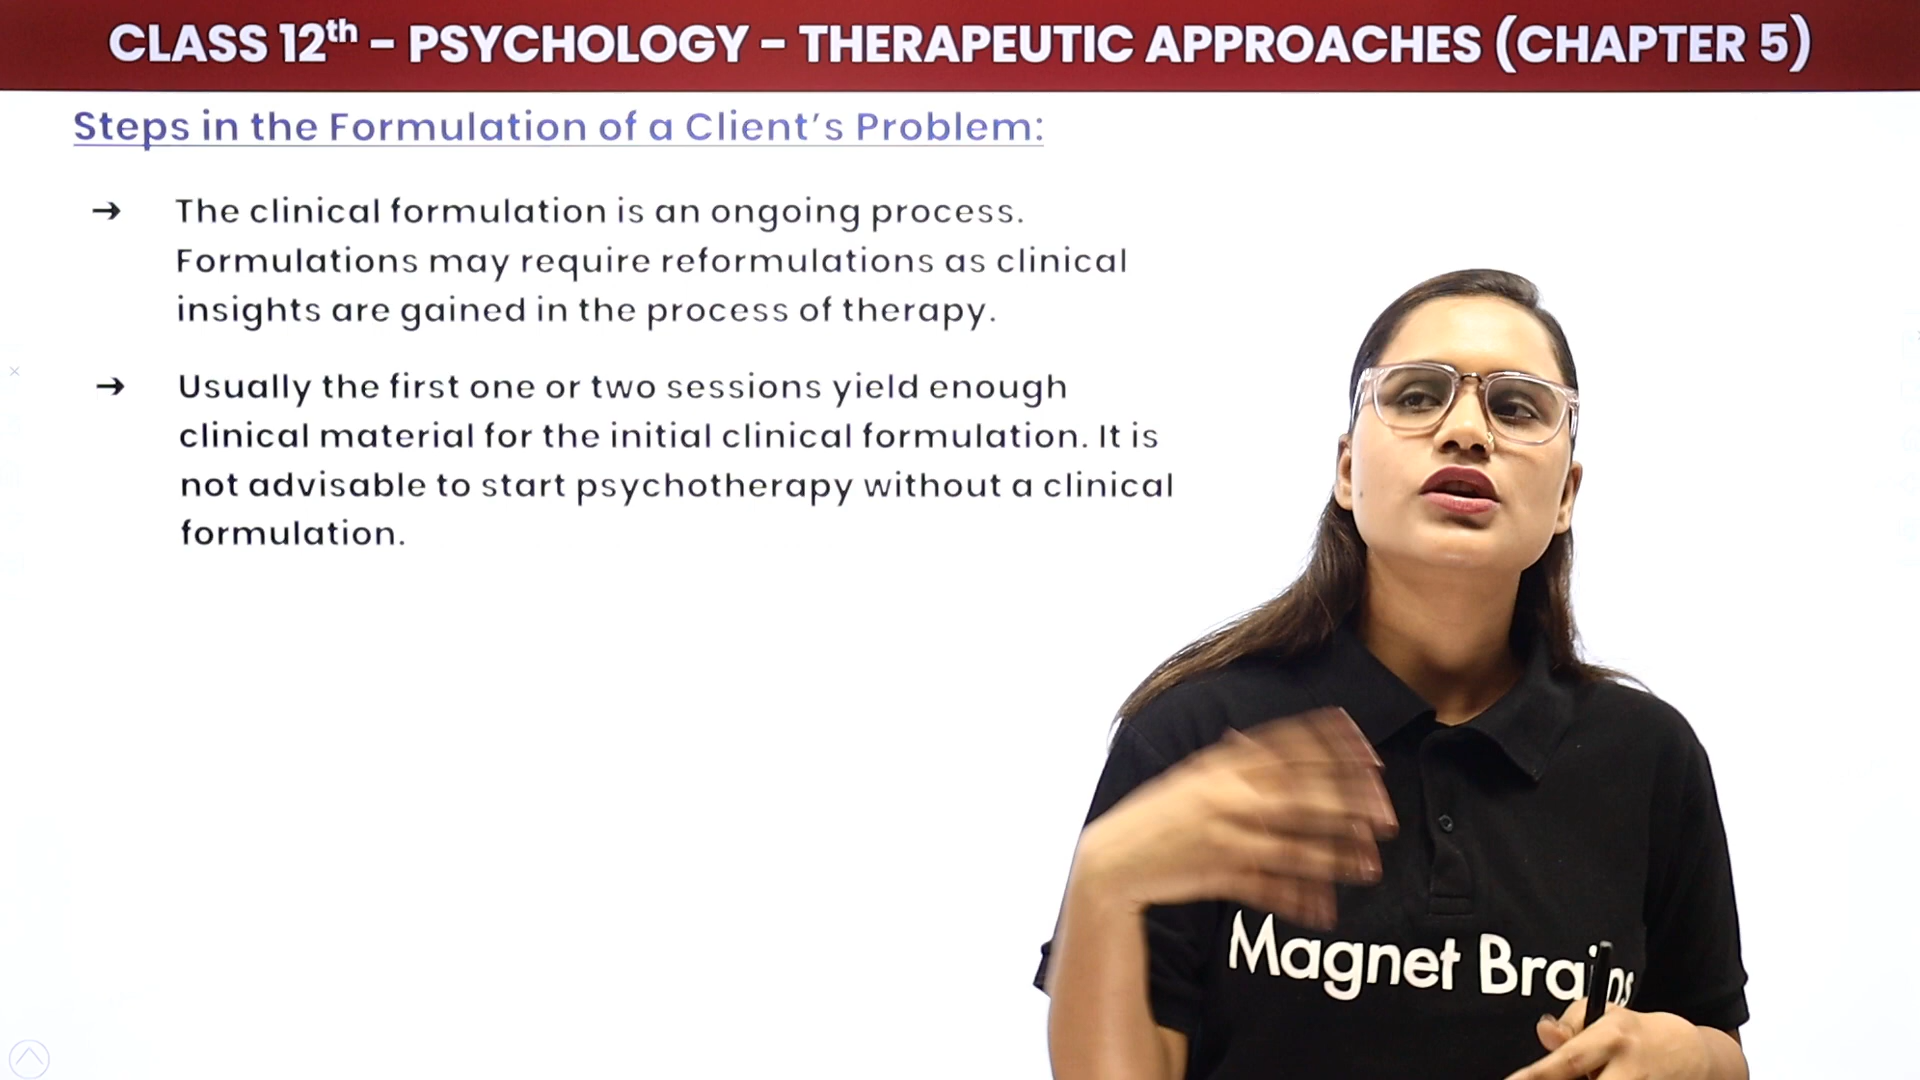 CLASS 12th - PSYCHOLOGY - THERAPEUTIC APPROACHES (CHAPTER 5)
Steps in the Formulation of a Client's Problem:
➔ The clinical formulation is an ongoing process.
Formulations may require reformulations as clinical
insights are gained in the process of therapy.
➔ Usually the first one or two sessions yield enough
clinical material for the initial clinical formulation. It is
not advisable to start psychotherapy without a clinical
formulation.
Magnet Brains